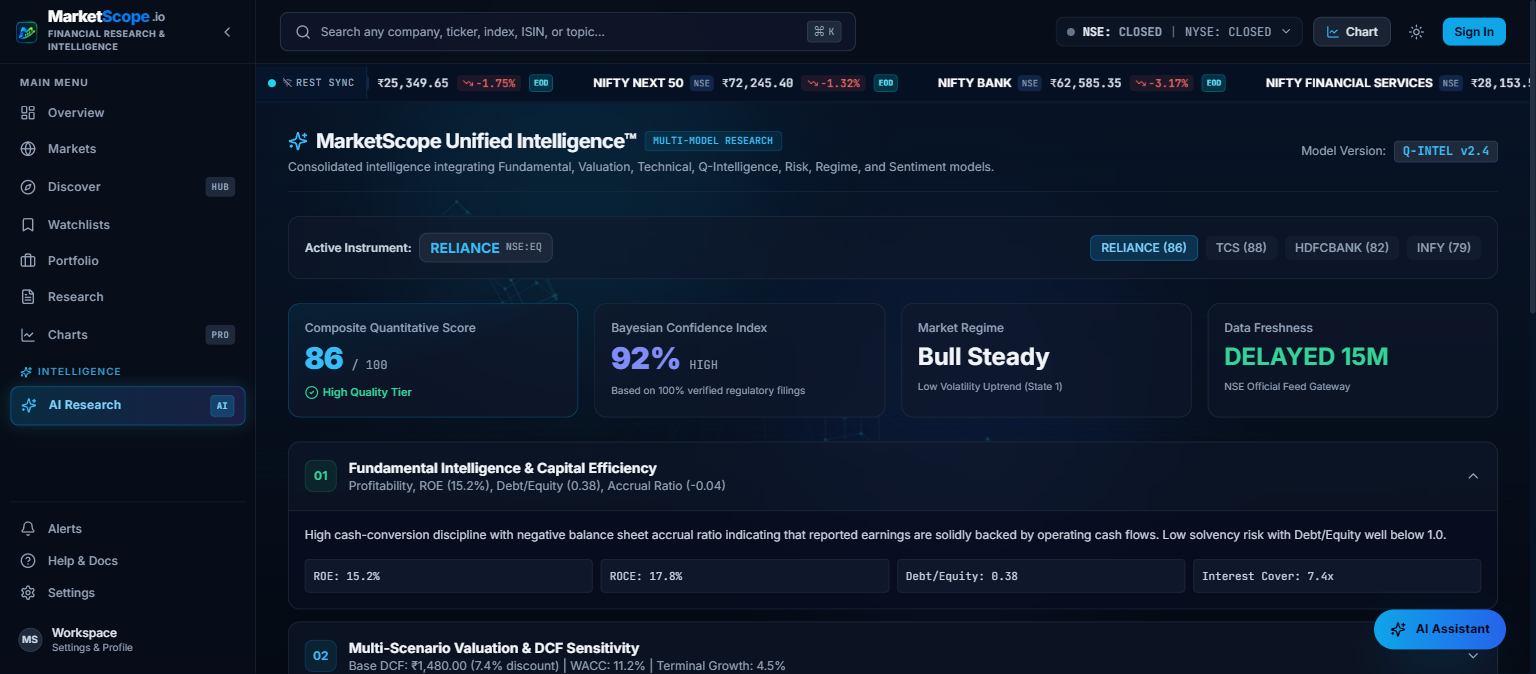 MarketScope.io
FINANCIAL RESEARCH &
INTELLIGENCE
Search any company, ticker, index, ISIN, or topic...
⌘ K
NSE: CLOSED | NYSE: CLOSED
Chart
Sign In
REST SYNC
₹25,349.65 -1.75% EOD
NIFTY NEXT 50 NSE ₹72,245.40 -1.32% EOD
NIFTY BANK NSE ₹62,585.35 -3.17% EOD
NIFTY FINANCIAL SERVICES NSE ₹28,153.
MAIN MENU
Overview
Markets
Discover HUB
Watchlists
Portfolio
Research
Charts PRO
INTELLIGENCE
AI Research AI
Alerts
Help & Docs
Settings
MS
Workspace
Settings & Profile
MarketScope Unified Intelligence™ MULTI-MODEL RESEARCH
Consolidated intelligence integrating Fundamental, Valuation, Technical, Q-Intelligence, Risk, Regime, and Sentiment models.
Model Version: Q-INTEL v2.4
Active Instrument: RELIANCE NSE:EQ
RELIANCE (86) TCS (88) HDFCBANK (82) INFY (79)
Composite Quantitative Score
86 / 100
High Quality Tier
Bayesian Confidence Index
92% HIGH
Based on 100% verified regulatory filings
Market Regime
Bull Steady
Low Volatility Uptrend (State 1)
Data Freshness
DELAYED 15M
NSE Official Feed Gateway
01
Fundamental Intelligence & Capital Efficiency
Profitability, ROE (15.2%), Debt/Equity (0.38), Accrual Ratio (-0.04)
High cash-conversion discipline with negative balance sheet accrual ratio indicating that reported earnings are solidly backed by operating cash flows. Low solvency risk with Debt/Equity well below 1.0.
ROE: 15.2%
ROCE: 17.8%
Debt/Equity: 0.38
Interest Cover: 7.4x
02
Multi-Scenario Valuation & DCF Sensitivity
Base DCF: ₹1,480.00 (7.4% discount) | WACC: 11.2% | Terminal Growth: 4.5%
AI Assistant